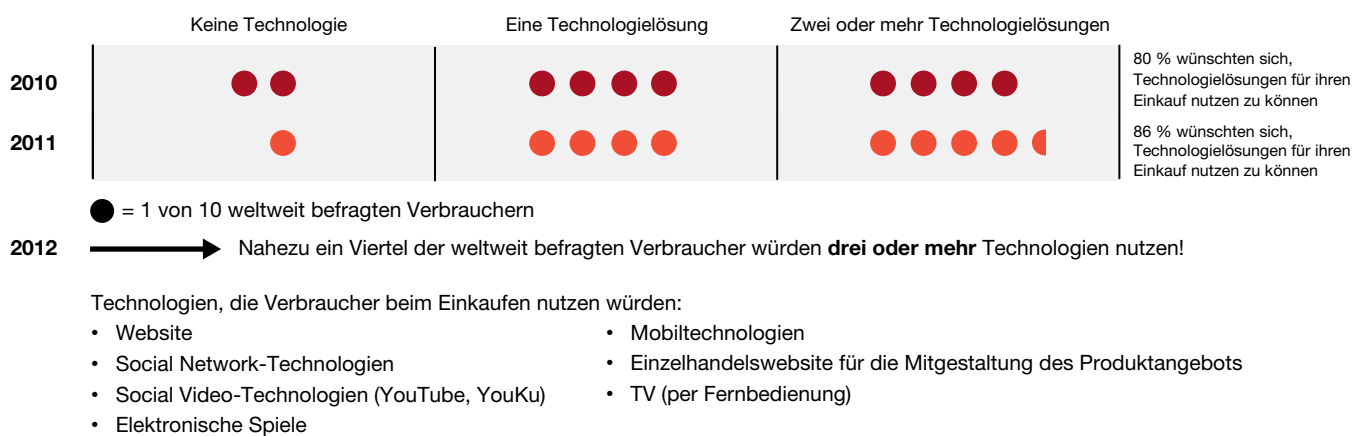 Keine Technologie
Eine Technologielösung
Zwei oder mehr Technologielösungen
2010
80 % wünschten sich,
Technologielösungen für ihren
Einkauf nutzen zu können
2011
86 % wünschten sich,
Technologielösungen für ihren
Einkauf nutzen zu können
= 1 von 10 weltweit befragten Verbrauchern
2012
Nahezu ein Viertel der weltweit befragten Verbraucher würden drei oder mehr Technologien nutzen!
Technologien, die Verbraucher beim Einkaufen nutzen würden:
• Website
• Social Network-Technologien
• Social Video-Technologien (YouTube, YouKu)
• Elektronische Spiele
• Mobiltechnologien
• Einzelhandelswebsite für die Mitgestaltung des Produktangebots
• TV (per Fernbedienung)